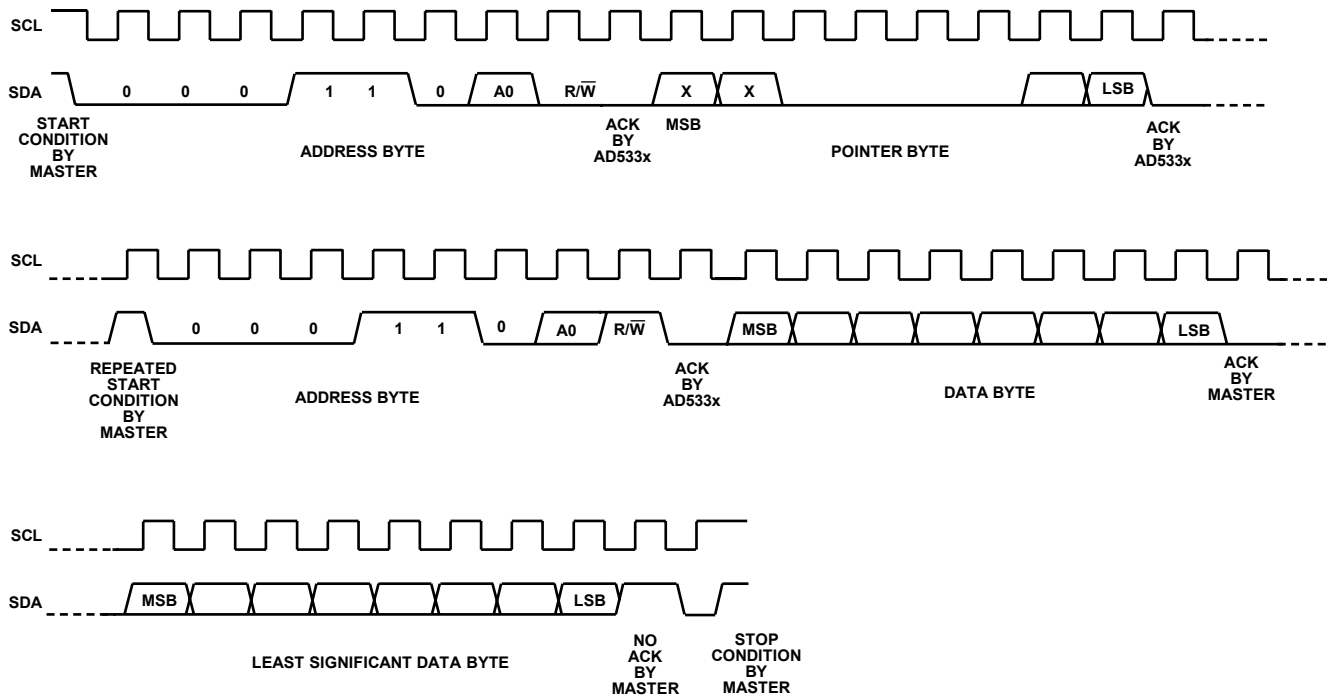 SCL
SDA 0 0 0 1 1 0 A0 R/W̅ X X LSB
START
CONDITION
BY
MASTER
ADDRESS BYTE
ACK
BY
AD533x
MSB
POINTER BYTE
ACK
BY
AD533x
SCL
SDA 0 0 0 1 1 0 A0 R/W̅ MSB LSB
REPEATED
START
CONDITION
BY
MASTER
ADDRESS BYTE
ACK
BY
AD533x
DATA BYTE
ACK
BY
MASTER
SCL
SDA MSB LSB
LEAST SIGNIFICANT DATA BYTE
NO
ACK
BY
MASTER
STOP
CONDITION
BY
MASTER